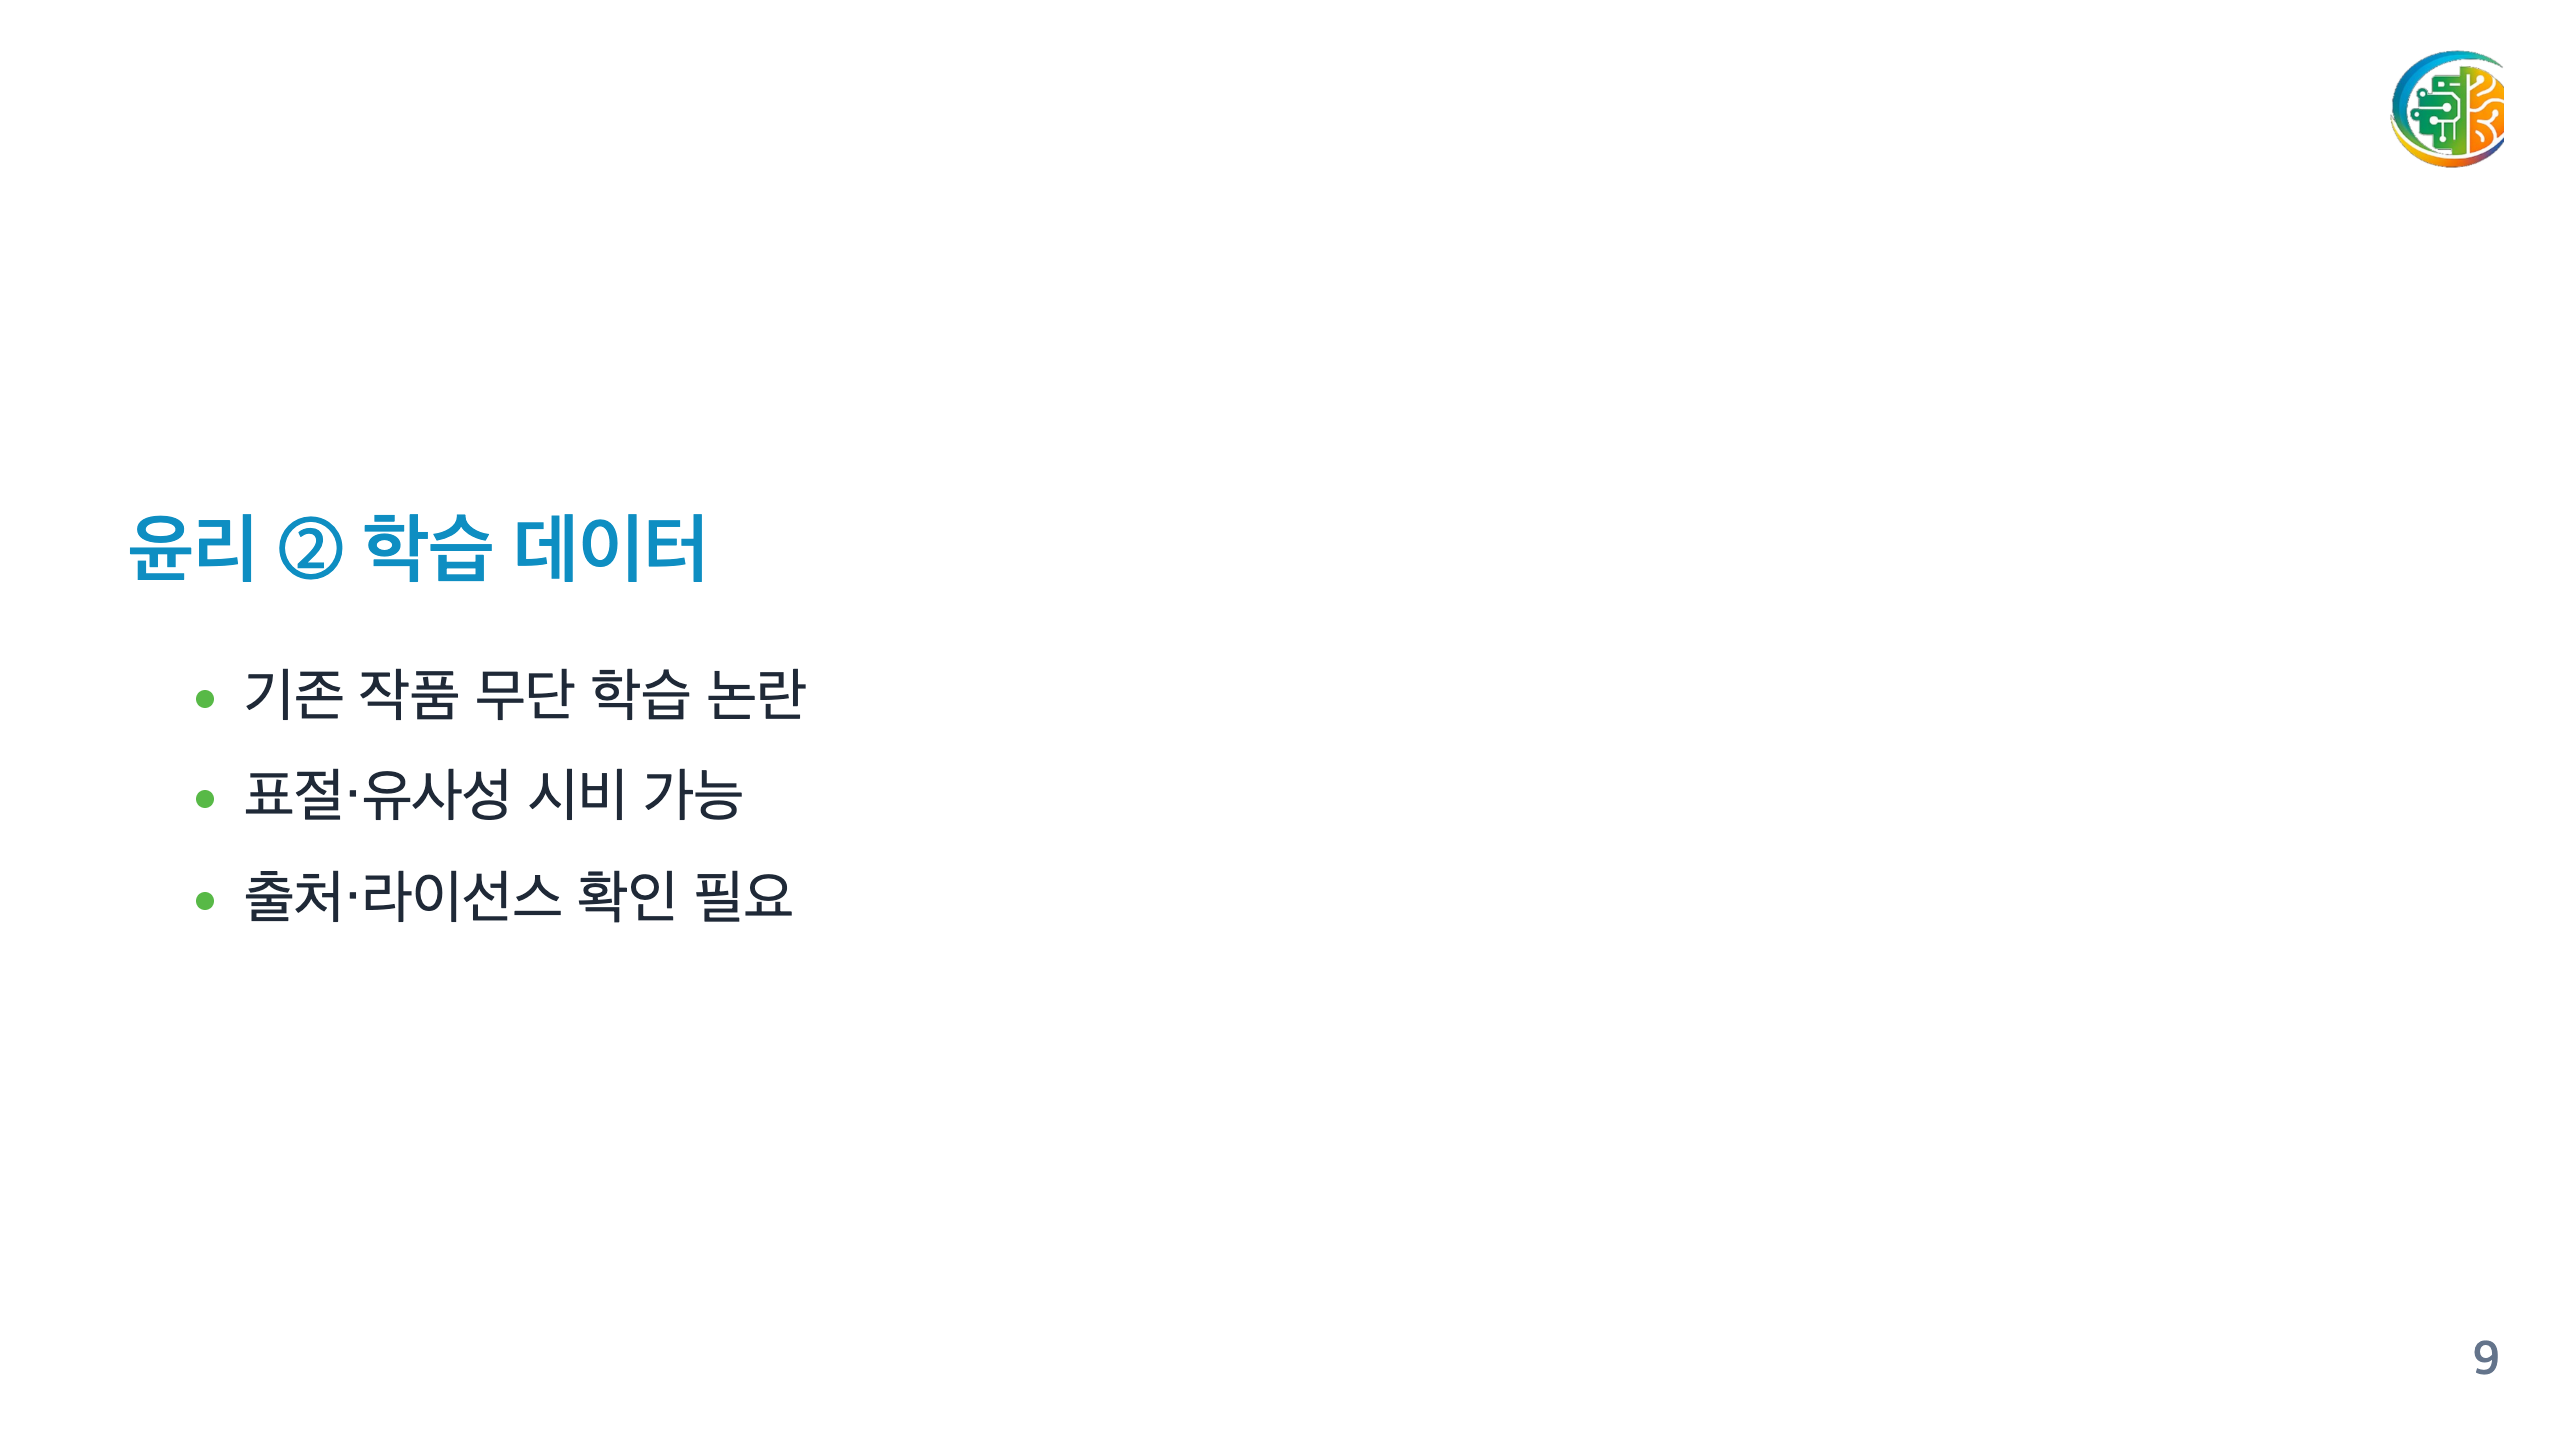 윤리 ② 학습 데이터
• 기존 작품 무단 학습 논란
• 표절·유사성 시비 가능
• 출처·라이선스 확인 필요
9